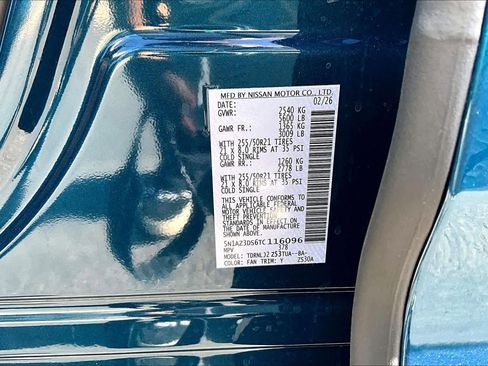 MFD BY NISSAN MOTOR CO., LTD.
DATE: 02/26
GVWR: 2540 KG
5600 LB
GAWR FR.: 1365 KG
3009 LB
WITH 255/50R21 TIRES
21 x 8.0 RIMS AT 35 PSI
COLD SINGLE
GAWR RR.: 1260 KG
2778 LB
WITH 255/50R21 TIRES
21 x 8.0 RIMS AT 35 PSI
COLD SINGLE
THIS VEHICLE CONFORMS TO
ALL APPLICABLE FEDERAL
MOTOR VEHICLE SAFETY AND
THEFT PREVENTION
STANDARDS IN EFFECT ON
THE DATE OF MANUFACTURE
SHOWN ABOVE.
5N1AZ3DS6TC116096
MPV 378
MODEL: TDRNLJZ Z53TUA--BA-
COLOR: FAN TRIM: Y Z530A